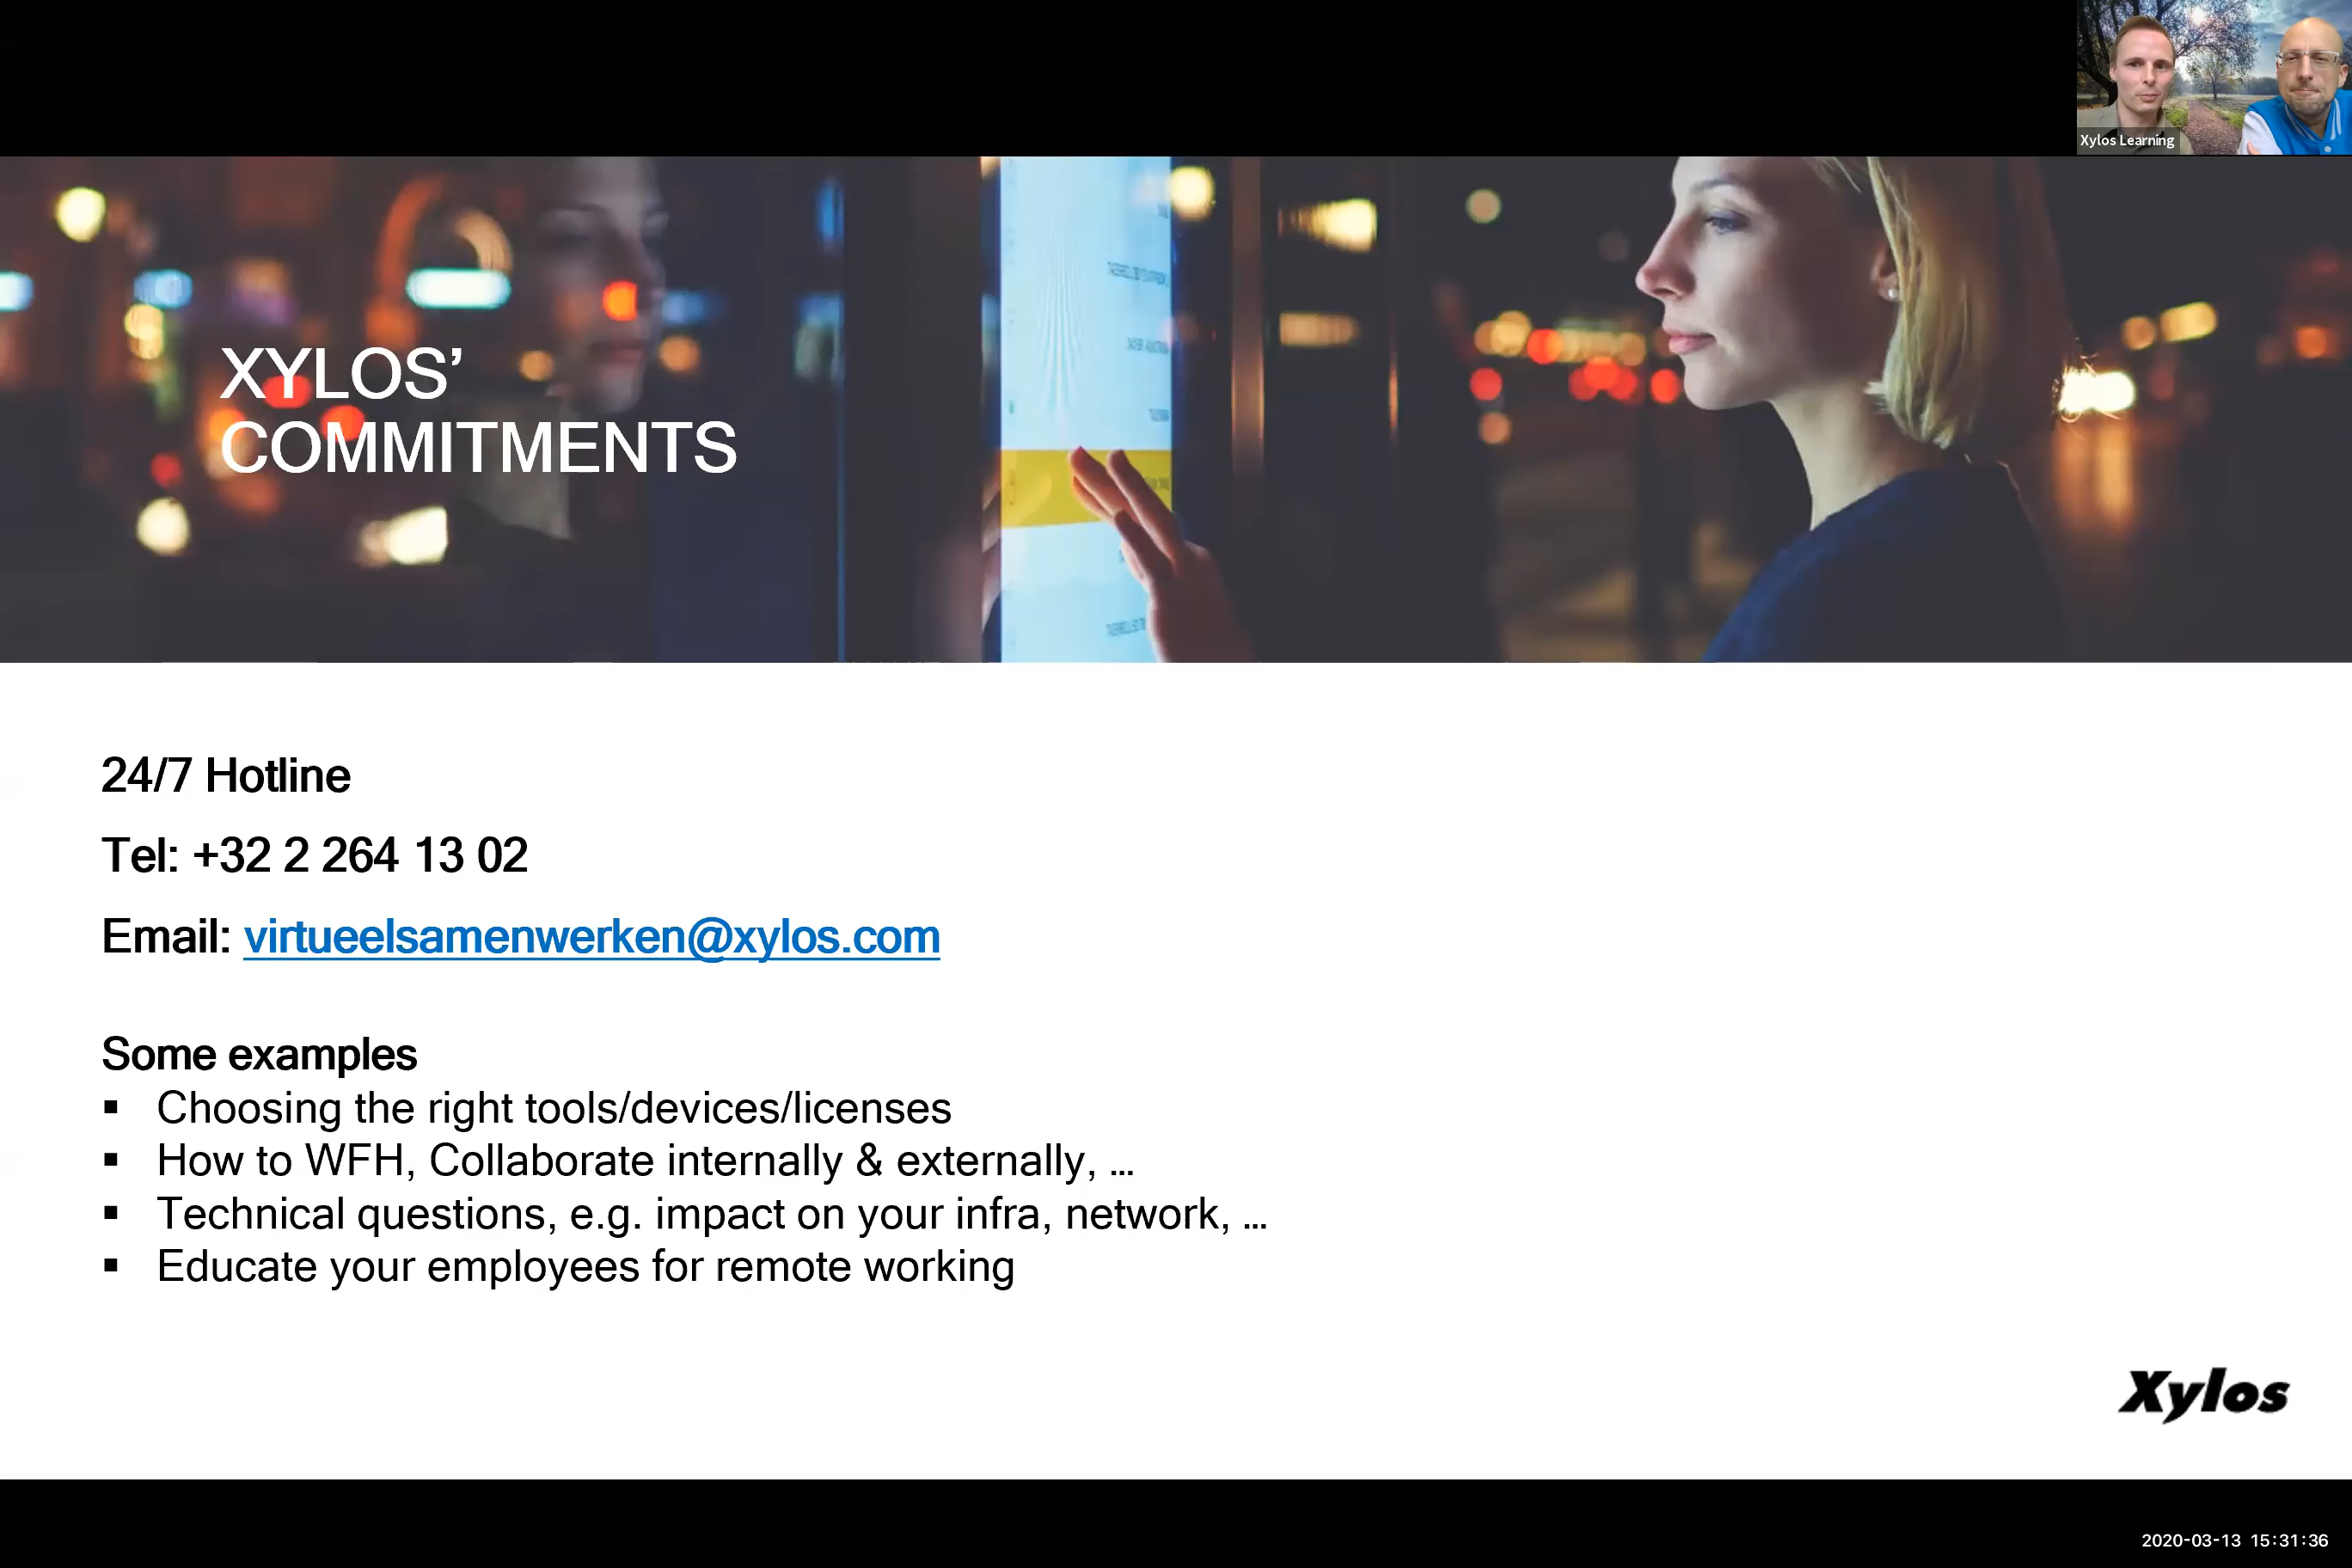 Xylos Learning
XYLOS’
COMMITMENTS
24/7 Hotline
Tel: +32 2 264 13 02
Email: virtueelsamenwerken@xylos.com
Some examples
▪ Choosing the right tools/devices/licenses
▪ How to WFH, Collaborate internally & externally, ...
▪ Technical questions, e.g. impact on your infra, network, ...
▪ Educate your employees for remote working
Xylos
2020-03-13 15:31:36